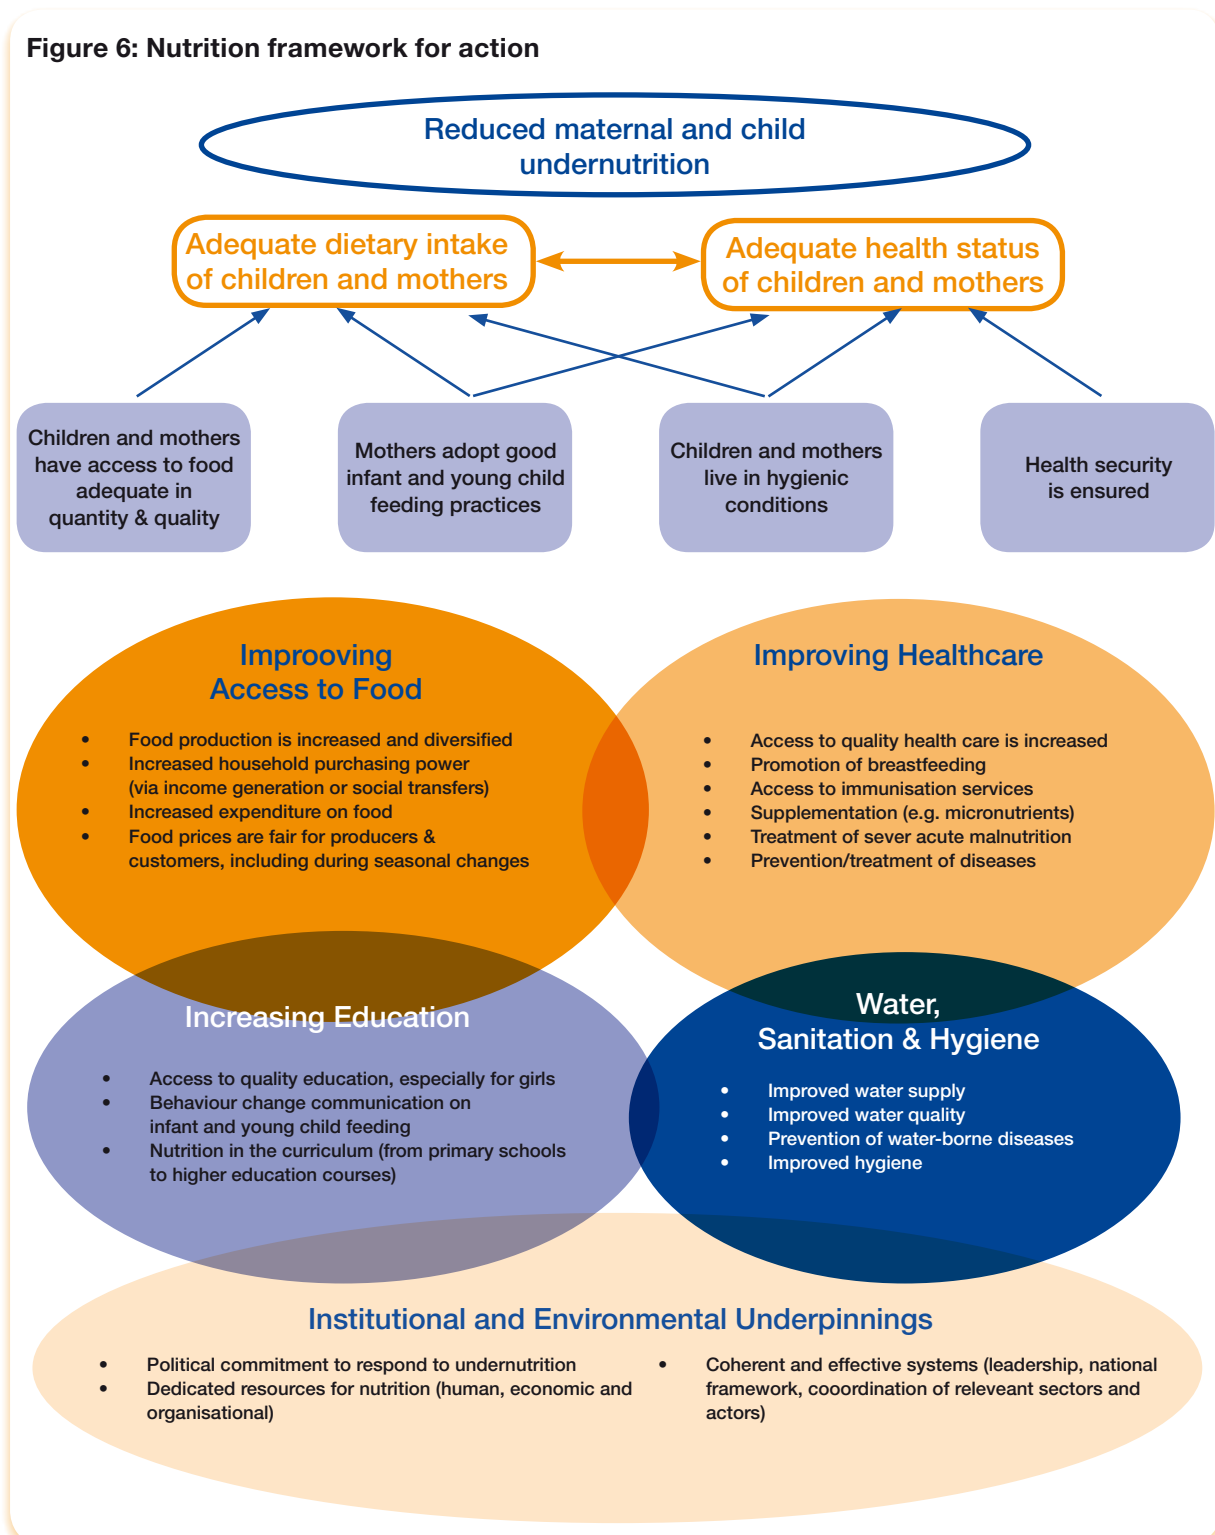 Figure 6: Nutrition framework for action
Reduced maternal and child
undernutrition
Adequate dietary intake
of children and mothers
Adequate health status
of children and mothers
Children and mothers
have access to food
adequate in
quantity & quality
Mothers adopt good
infant and young child
feeding practices
Children and mothers
live in hygienic
conditions
Health security
is ensured
Improoving
Access to Food
• Food production is increased and diversified
• Increased household purchasing power
(via income generation or social transfers)
• Increased expenditure on food
• Food prices are fair for producers &
customers, including during seasonal changes
Improving Healthcare
• Access to quality health care is increased
• Promotion of breastfeeding
• Access to immunisation services
• Supplementation (e.g. micronutrients)
• Treatment of sever acute malnutrition
• Prevention/treatment of diseases
Increasing Education
• Access to quality education, especially for girls
• Behaviour change communication on
infant and young child feeding
• Nutrition in the curriculum (from primary schools
to higher education courses)
Water,
Sanitation & Hygiene
• Improved water supply
• Improved water quality
• Prevention of water-borne diseases
• Improved hygiene
Institutional and Environmental Underpinnings
• Political commitment to respond to undernutrition
• Dedicated resources for nutrition (human, economic and
organisational)
• Coherent and effective systems (leadership, national
framework, cooordination of releveant sectors and
actors)